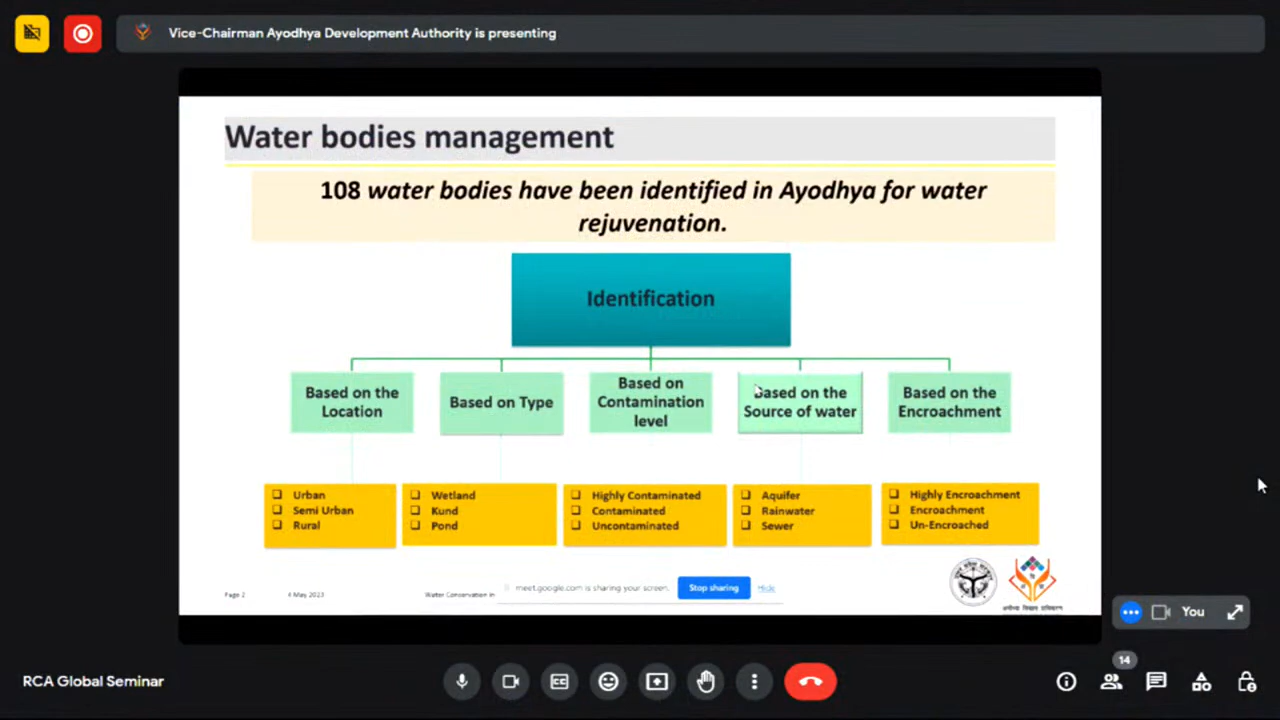 Vice-Chairman Ayodhya Development Authority is presenting
Water bodies management
108 water bodies have been identified in Ayodhya for water
rejuvenation.
Identification
Based on the
Location
Based on Type
Based on
Contamination
level
Based on the
Source of water
Based on the
Encroachment
Urban
Semi Urban
Rural
Wetland
Kund
Pond
Highly Contaminated
Contaminated
Uncontaminated
Aquifer
Rainwater
Sewer
Highly Encroachment
Encroachment
Un-Encroached
Page 2
4 May 2023
Water Conservation in
meet.google.com is sharing your screen.
Stop sharing
Hide
You
14
RCA Global Seminar